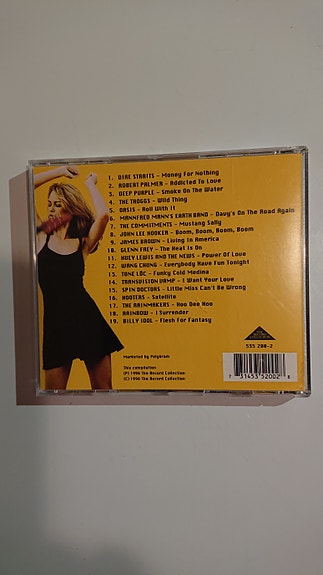 1. DIRE STRAITS - Money For Nothing
2. ROBERT PALMER - Addicted To Love
3. DEEP PURPLE - Smoke On The Water
4. THE TROGGS - Wild Thing
5. OASIS - Roll With It
6. MANNFRED MANN'S EARTH BAND - Davy's On The Road Again
7. THE COMMITMENTS - Mustang Sally
8. JOHN LEE HOOKER - Boom, Boom, Boom, Boom
9. JAMES BROWN - Living In America
10. GLENN FREY - The Heat Is On
11. HUEY LEWIS AND THE NEWS - Power Of Love
12. WANG CHUNG - Everybody Have Fun Tonight
13. TONE LÖC - Funky Cold Medina
14. TRANSVISION VAMP - I Want Your Love
15. SPIN DOCTORS - Little Miss Can't Be Wrong
16. HOOTERS - Satellite
17. THE RAINMAKERS - Hoo Dee Hoo
18. RAINBOW - I Surrender
19. BILLY IDOL - Flesh For Fantasy
Marketed by PolyGram
This compilation
(P) 1996 The Record Collection
(C) 1996 The Record Collection
535 200-2
7 31453 52002 8